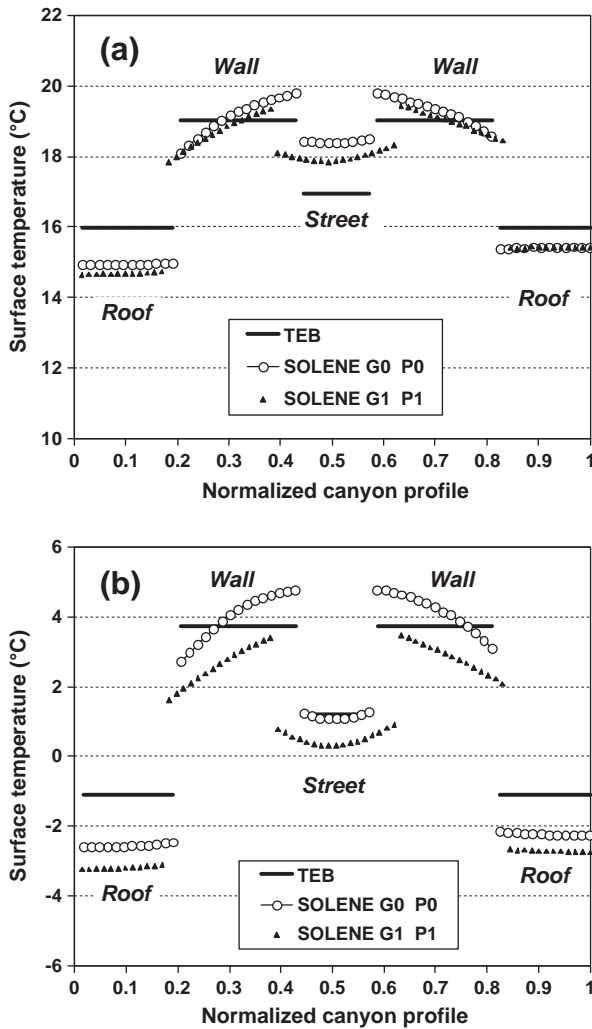 (a)
Wall
Wall
Street
Roof
Roof
TEB
SOLENE G0 P0
SOLENE G1 P1
Surface temperature (°C)
22
20
18
16
14
12
10
0 0.1 0.2 0.3 0.4 0.5 0.6 0.7 0.8 0.9 1
Normalized canyon profile
(b)
Wall
Wall
Street
Roof
Roof
TEB
SOLENE G0 P0
SOLENE G1 P1
Surface temperature (°C)
6
4
2
0
-2
-4
-6
0 0.1 0.2 0.3 0.4 0.5 0.6 0.7 0.8 0.9 1
Normalized canyon profile